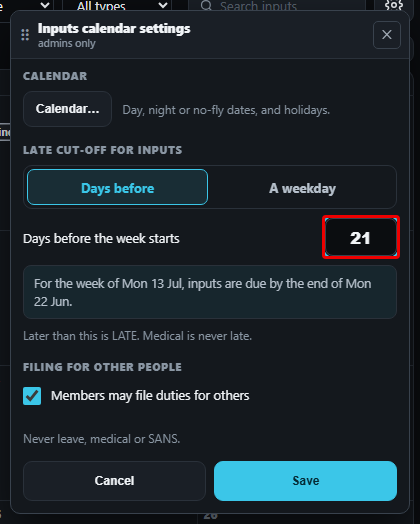 All types
Search inputs
Inputs calendar settings
admins only
CALENDAR
Calendar...
Day, night or no-fly dates, and holidays.
LATE CUT-OFF FOR INPUTS
Days before
A weekday
Days before the week starts
21
For the week of Mon 13 Jul, inputs are due by the end of Mon
22 Jun.
Later than this is LATE. Medical is never late.
FILING FOR OTHER PEOPLE
Members may file duties for others
Never leave, medical or SANS.
Cancel
Save